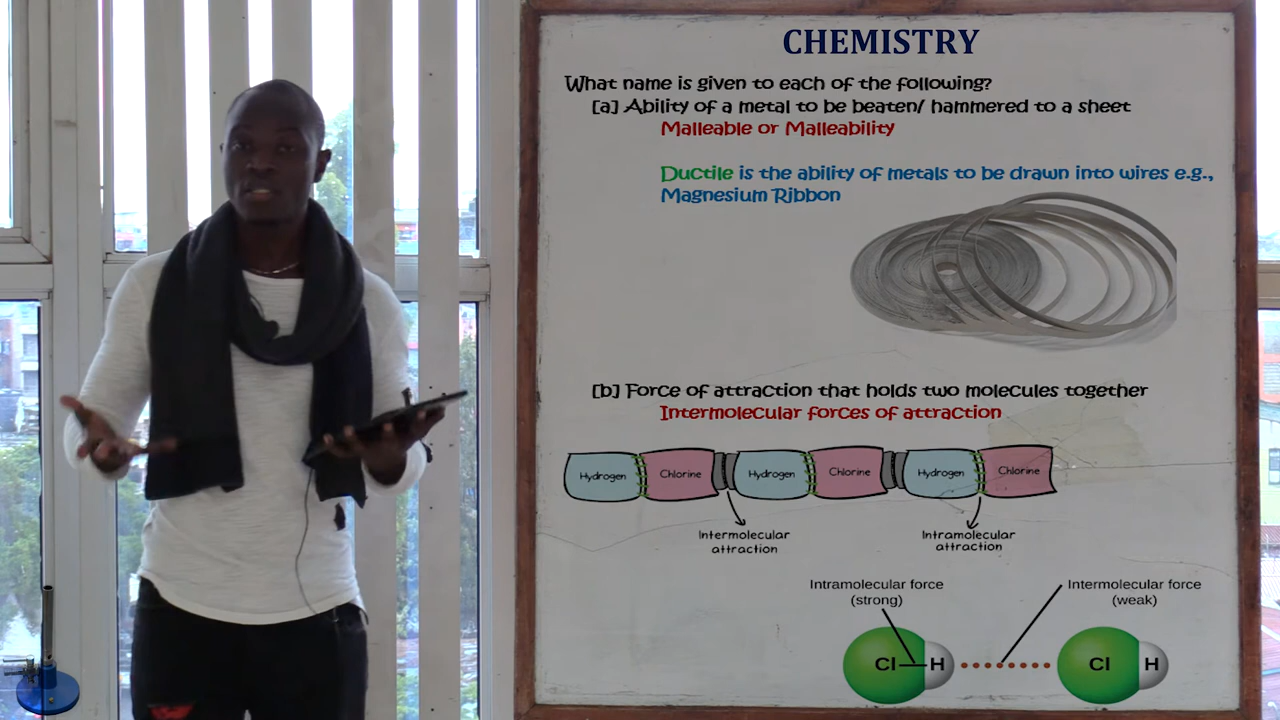 CHEMISTRY
What name is given to each of the following?
[a] Ability of a metal to be beaten/ hammered to a sheet
Malleable or Malleability
Ductile is the ability of metals to be drawn into wires e.g.,
Magnesium Ribbon
[b] Force of attraction that holds two molecules together
Intermolecular forces of attraction
Hydrogen Chlorine Hydrogen Chlorine Hydrogen Chlorine
Intermolecular
attraction
Intramolecular
attraction
Intramolecular force
(strong)
Intermolecular force
(weak)
Cl H Cl H